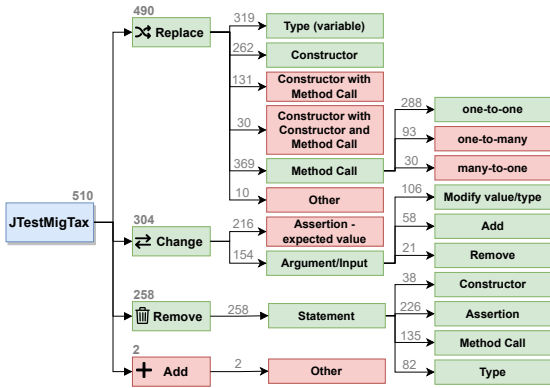 490
Replace
319
Type (variable)
262
Constructor
131
Constructor with
Method Call
30
Constructor with
Constructor and
Method Call
369
Method Call
288
one-to-one
93
one-to-many
30
many-to-one
10
Other
510
JTestMigTax
304
Change
216
Assertion -
expected value
154
Argument/Input
106
Modify value/type
58
Add
21
Remove
258
Remove
258
Statement
38
Constructor
226
Assertion
135
Method Call
82
Type
2
Add
2
Other